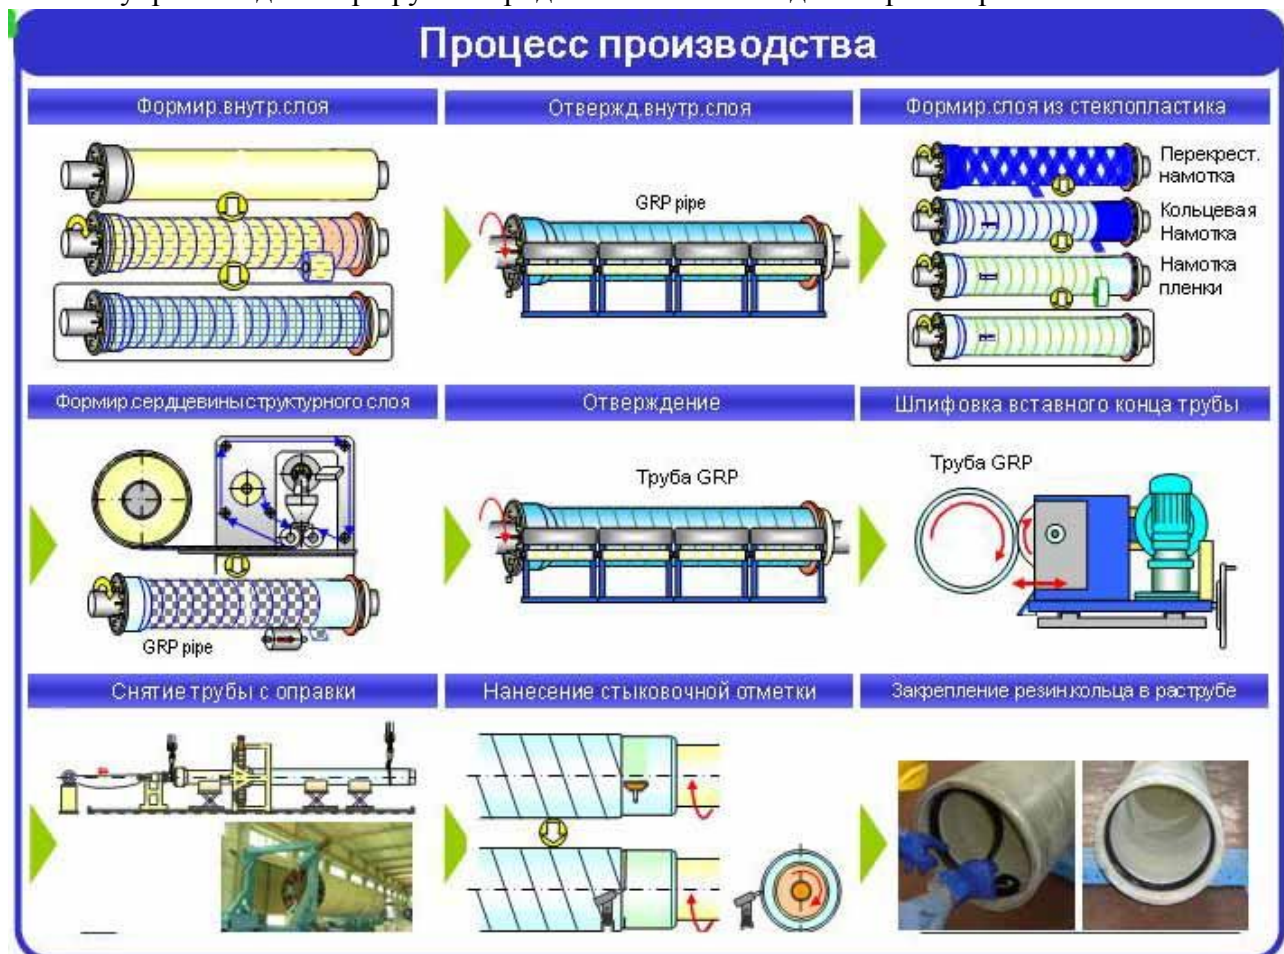 Процесс производства
Формир.внутр.слоя
Отвержд.внутр.слоя
Формир.слоя из стеклопластика
GRP pipe
Перекрест.
намотка
Кольцевая
Намотка
Намотка
пленки
Формир.сердцевины структурного слоя
Отверждение
Шлифовка вставного конца трубы
GRP pipe
Труба GRP
Труба GRP
Снятие трубы с оправки
Нанесение стыковочной отметки
Закрепление резин.кольца в раструбе